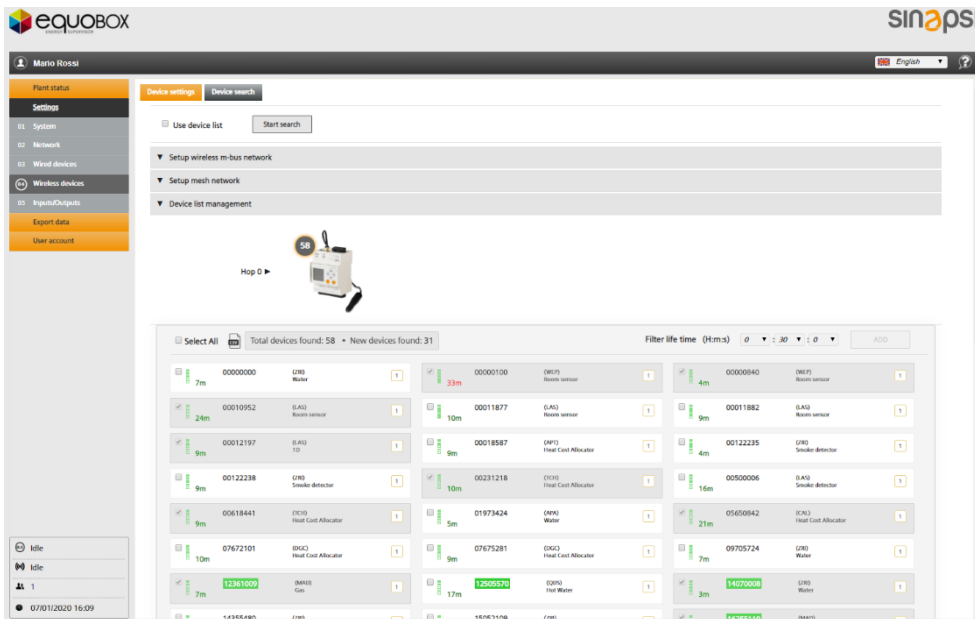 equobox
ENERGY SUPERVISOR
sinaps
Mario Rossi
English
Plant status
Settings
01 System
02 Network
03 Wired devices
04 Wireless devices
05 Inputs/Outputs
Export data
User account
Device settings
Device search
Use device list
Start search
Setup wireless m-bus network
Setup mesh network
Device list management
58
Hop 0
Select All
Total devices found: 58 • New devices found: 31
Filter life time (H:m:s) 0 : 30 : 0
ADD
7m 00000000 (ZRI) Water 1
33m 00000100 (WEP) Room sensor 1
4m 00000840 (WEP) Room sensor 1
24m 00010952 (LAS) Room sensor 1
10m 00011877 (LAS) Room sensor 1
9m 00011882 (LAS) Room sensor 1
9m 00012197 (LAS) TD 1
9m 00018587 (APT) Heat Cost Allocator 1
4m 00122235 (ZRI) Smoke detector 1
9m 00122238 (ZRI) Smoke detector 1
10m 00231218 (TCH) Heat Cost Allocator 1
16m 00500006 (LAS) Smoke detector 1
9m 00618441 (TCH) Heat Cost Allocator 1
5m 01973424 (APA) Water 1
21m 05650842 (CAL) Heat Cost Allocator 1
10m 07672101 (DGC) Heat Cost Allocator 1
9m 07675281 (DGC) Heat Cost Allocator 1
7m 09705724 (ZRI) Water 1
7m 12361009 (MAD) Gas 1
17m 12505570 (QDS) Hot Water 1
3m 14070008 (ZRI) Water 1
14355480 (ZRI)
15052109 (ZRI)
(MAD)
Idle
Idle
1
07/01/2020 16:09